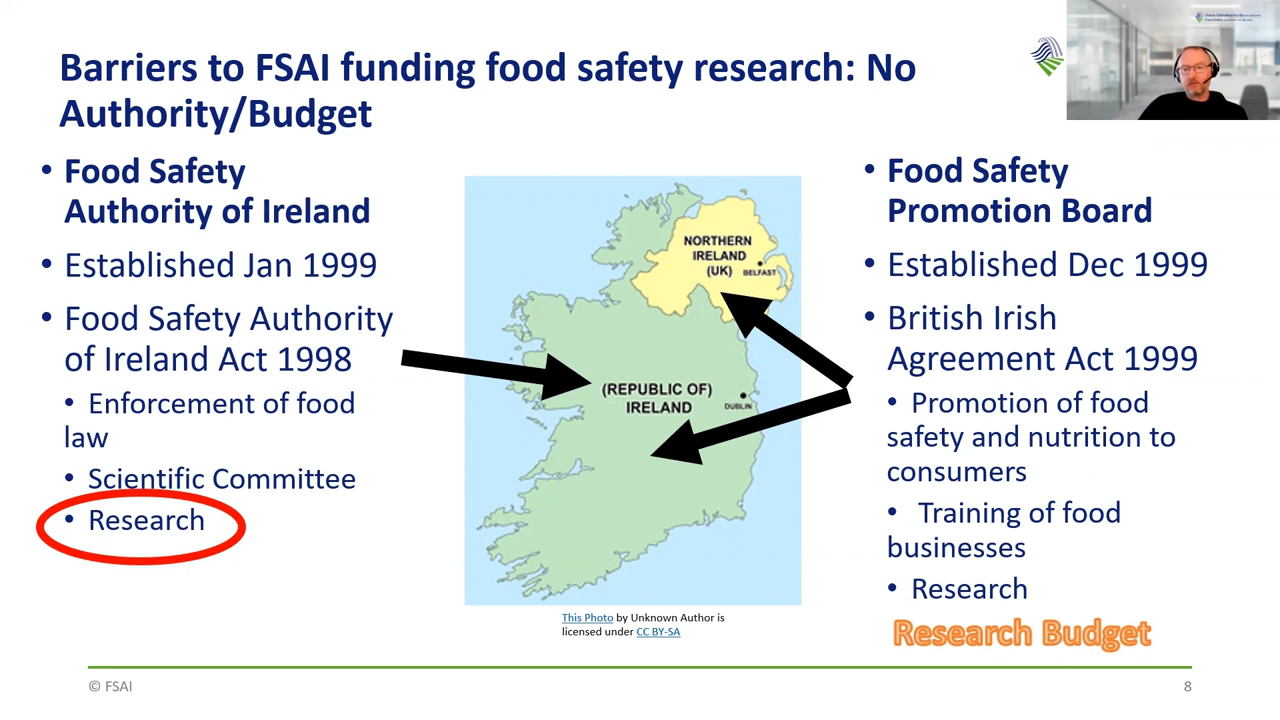 Barriers to FSAI funding food safety research: No
Authority/Budget
• Food Safety
Authority of Ireland
• Established Jan 1999
• Food Safety Authority
of Ireland Act 1998
• Enforcement of food
law
• Scientific Committee
• Research
NORTHERN
IRELAND
(UK)
BELFAST
(REPUBLIC OF)
IRELAND
DUBLIN
This Photo by Unknown Author is
licensed under CC BY-SA
• Food Safety
Promotion Board
• Established Dec 1999
• British Irish
Agreement Act 1999
• Promotion of food
safety and nutrition to
consumers
• Training of food
businesses
• Research
Research Budget
© FSAI
8